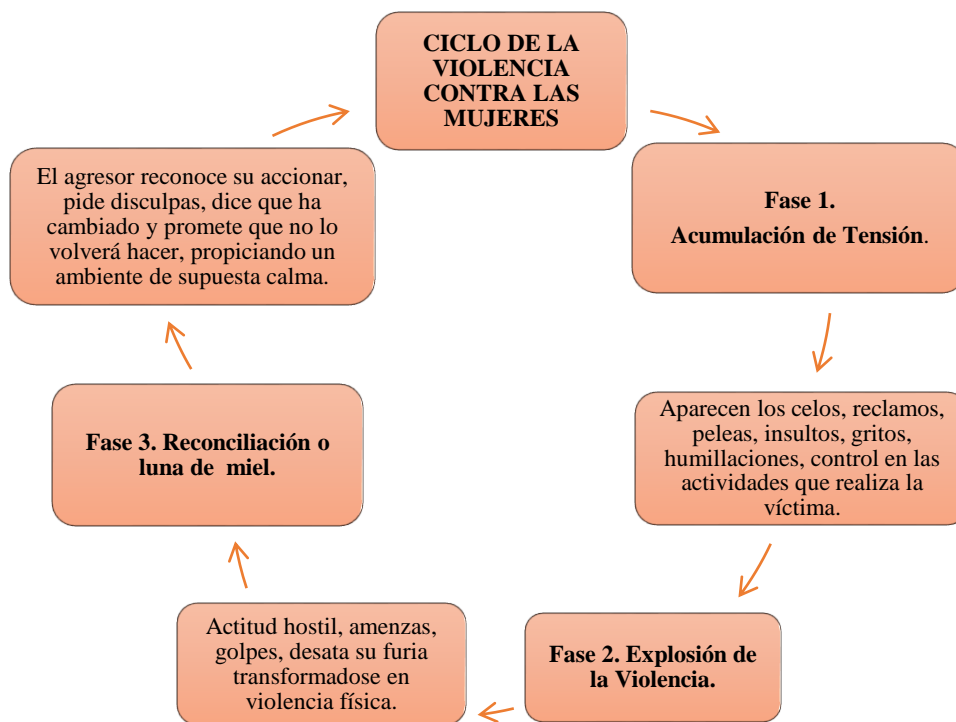 CICLO DE LA
VIOLENCIA
CONTRA LAS
MUJERES
Fase 1.
Acumulación de Tensión.
Aparecen los celos, reclamos,
peleas, insultos, gritos,
humillaciones, control en las
actividades que realiza la
víctima.
Fase 2. Explosión de
la Violencia.
Actitud hostil, amenzas,
golpes, desata su furia
transformadose en
violencia física.
Fase 3. Reconciliación o
luna de miel.
El agresor reconoce su accionar,
pide disculpas, dice que ha
cambiado y promete que no lo
volverá hacer, propiciando un
ambiente de supuesta calma.